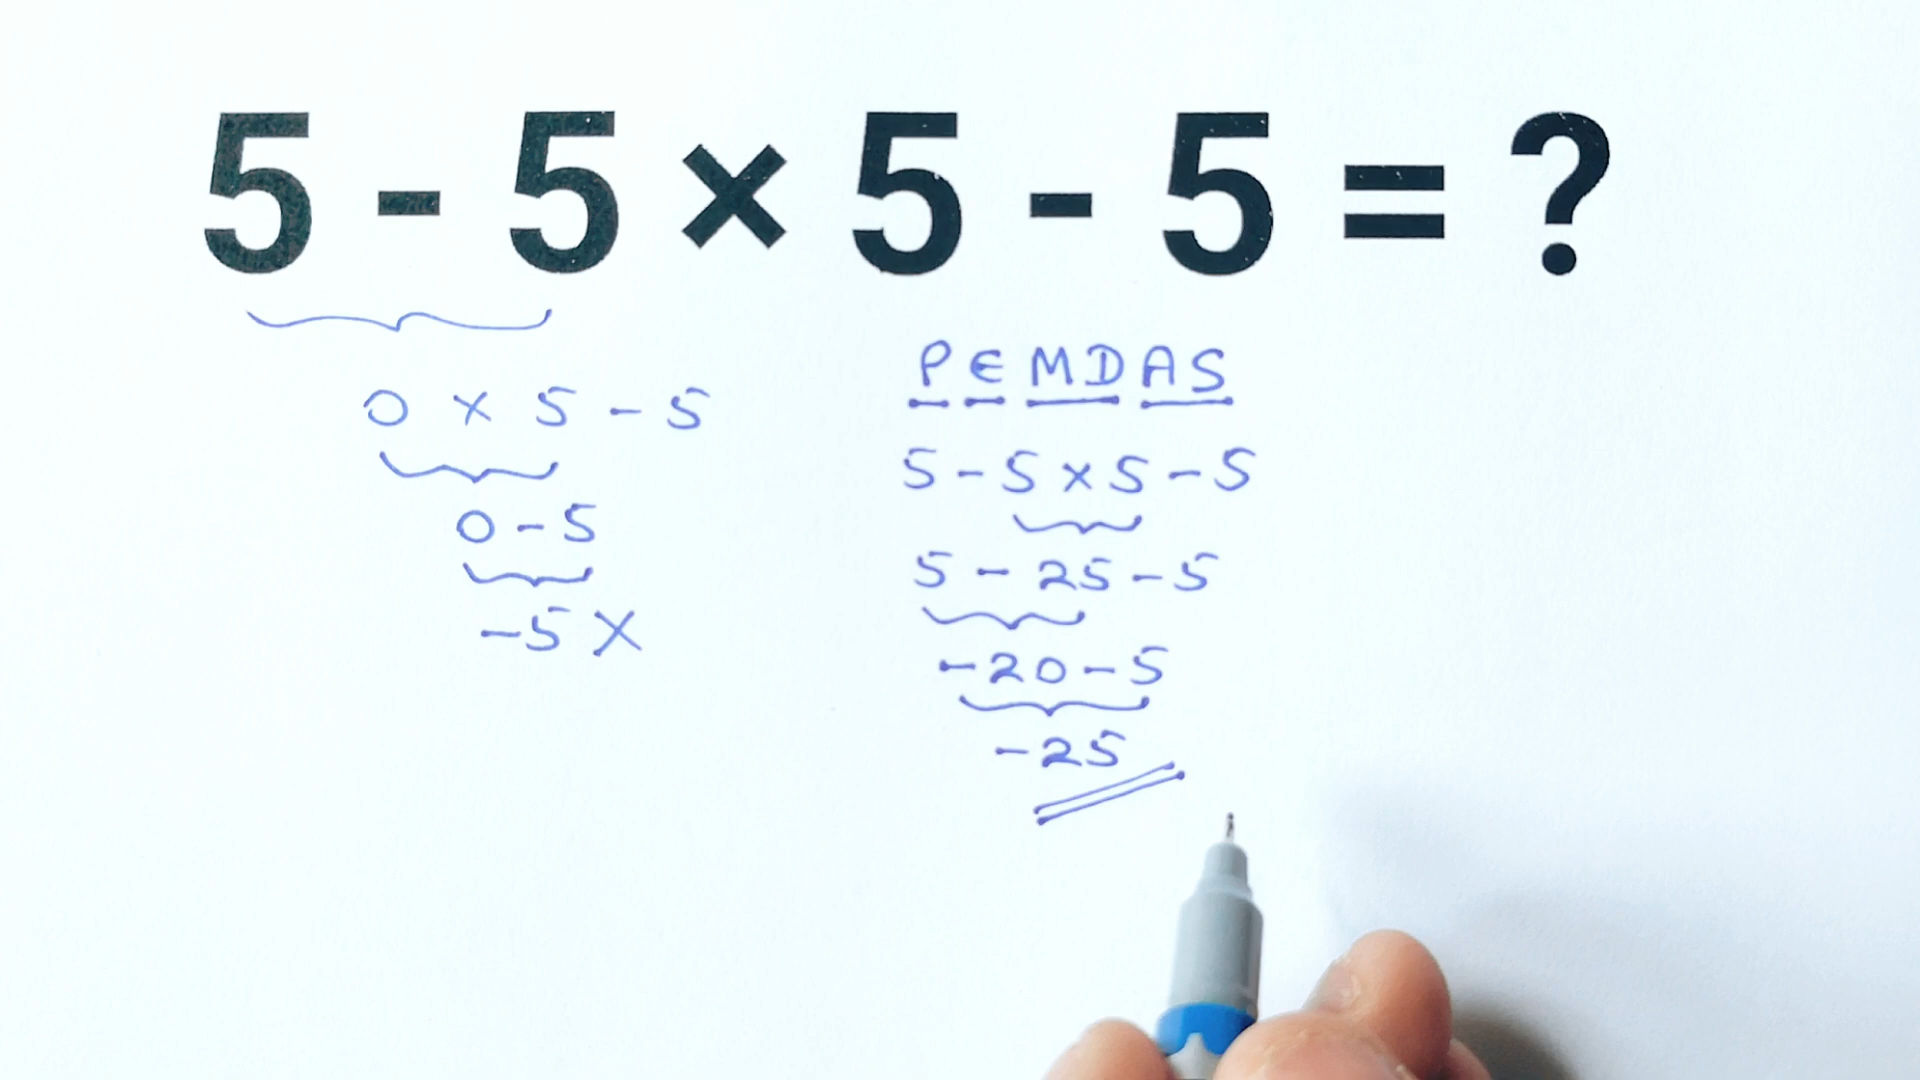 5 - 5 × 5 - 5 = ?
0 × 5 - 5
0 - 5
-5 ×
PEMDAS
5 - 5 × 5 - 5
5 - 25 - 5
-20 - 5
-25